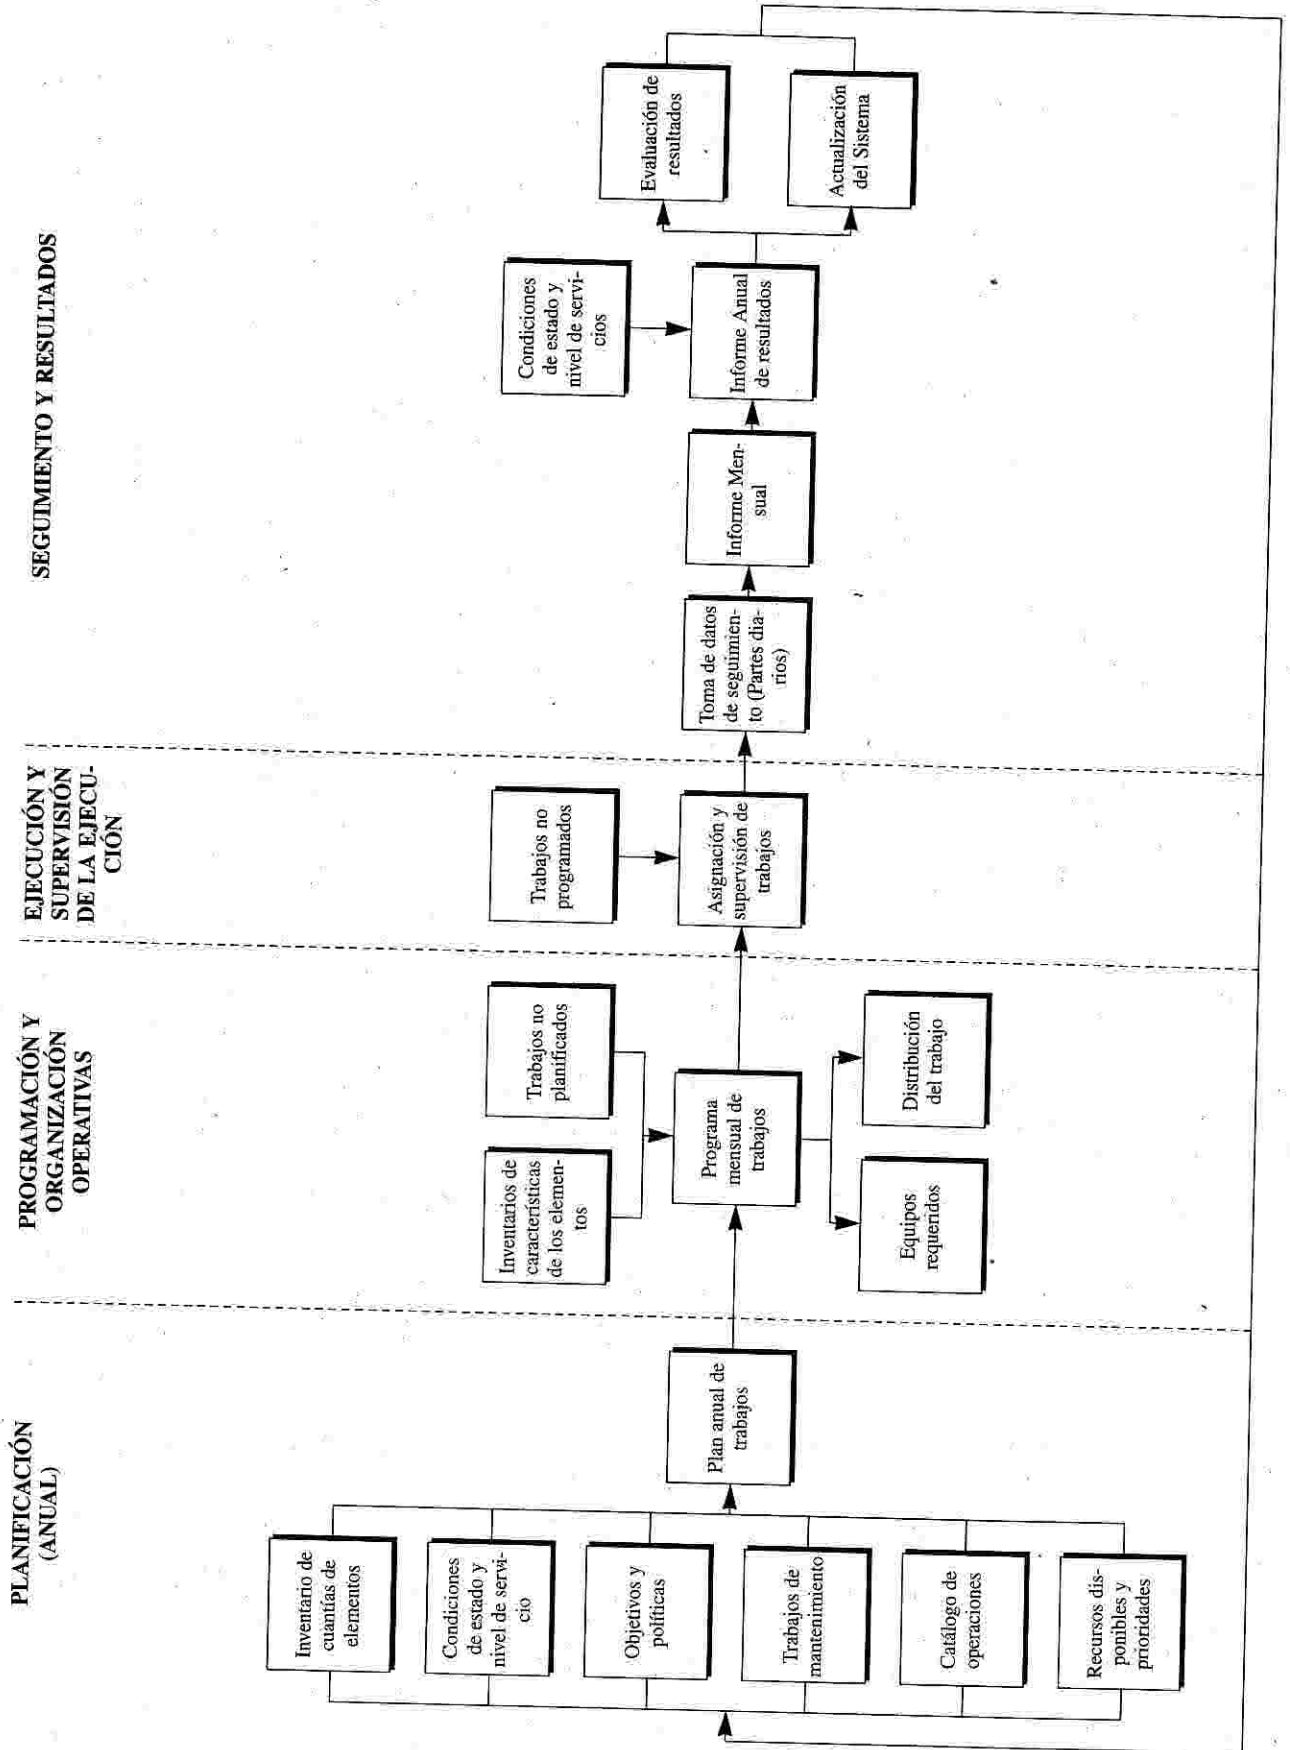 PLANIFICACIÓN
(ANUAL)
Inventario de
cuantías de
elementos
Condiciones
de estado y
nivel de servi-
cio
Objetivos y
políticas
Trabajos de
mantenimiento
Catálogo de
operaciones
Recursos dis-
ponibles y
prioridades
Plan anual de
trabajos
PROGRAMACIÓN Y
ORGANIZACIÓN
OPERATIVAS
Inventarios de
características
de los elemen-
tos
Trabajos no
planificados
Programa
mensual de
trabajos
Equipos
requeridos
Distribución
del trabajo
EJECUCIÓN Y
SUPERVISIÓN
DE LA EJECU-
CIÓN
Trabajos no
programados
Asignación y
supervisión de
trabajos
SEGUIMIENTO Y RESULTADOS
Toma de datos
de seguimien-
to (Partes dia-
rios)
Informe Men-
sual
Condiciones
de estado y
nivel de servi-
cios
Informe Anual
de resultados
Evaluación de
resultados
Actualización
del Sistema